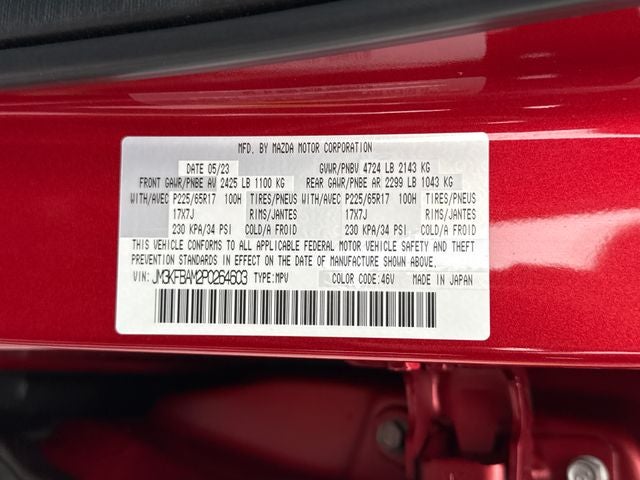 MFD. BY MAZDA MOTOR CORPORATION
DATE 05/23 GVWR/PNBV 4724 LB 2143 KG
FRONT GAWR/PNBE AV 2425 LB 1100 KG REAR GAWR/PNBE AR 2299 LB 1043 KG
WITH/AVEC P225/65R17 100H TIRES/PNEUS WITH/AVEC P225/65R17 100H TIRES/PNEUS
17X7J RIMS/JANTES 17X7J RIMS/JANTES
230 KPA/34 PSI COLD/A FROID 230 KPA/34 PSI COLD/A FROID
THIS VEHICLE CONFORMS TO ALL APPLICABLE FEDERAL MOTOR VEHICLE SAFETY AND THEFT
PREVENTION STANDARDS IN EFFECT ON THE DATE OF MANUFACTURE SHOWN ABOVE.
VIN: JM3KFBAM2P0264603 TYPE:MPV COLOR CODE:46V MADE IN JAPAN